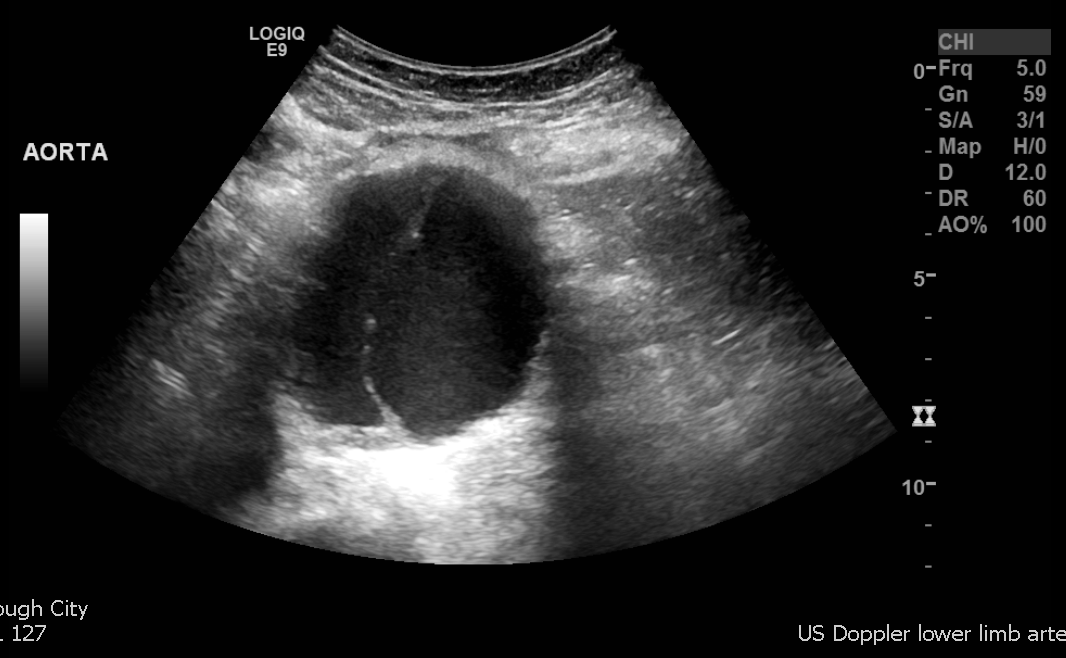 LOGIQ
E9
AORTA
CHI
Frq 5.0
Gn 59
S/A 3/1
Map H/0
D 12.0
DR 60
AO% 100
0
5
10
ough City
127
US Doppler lower limb arte